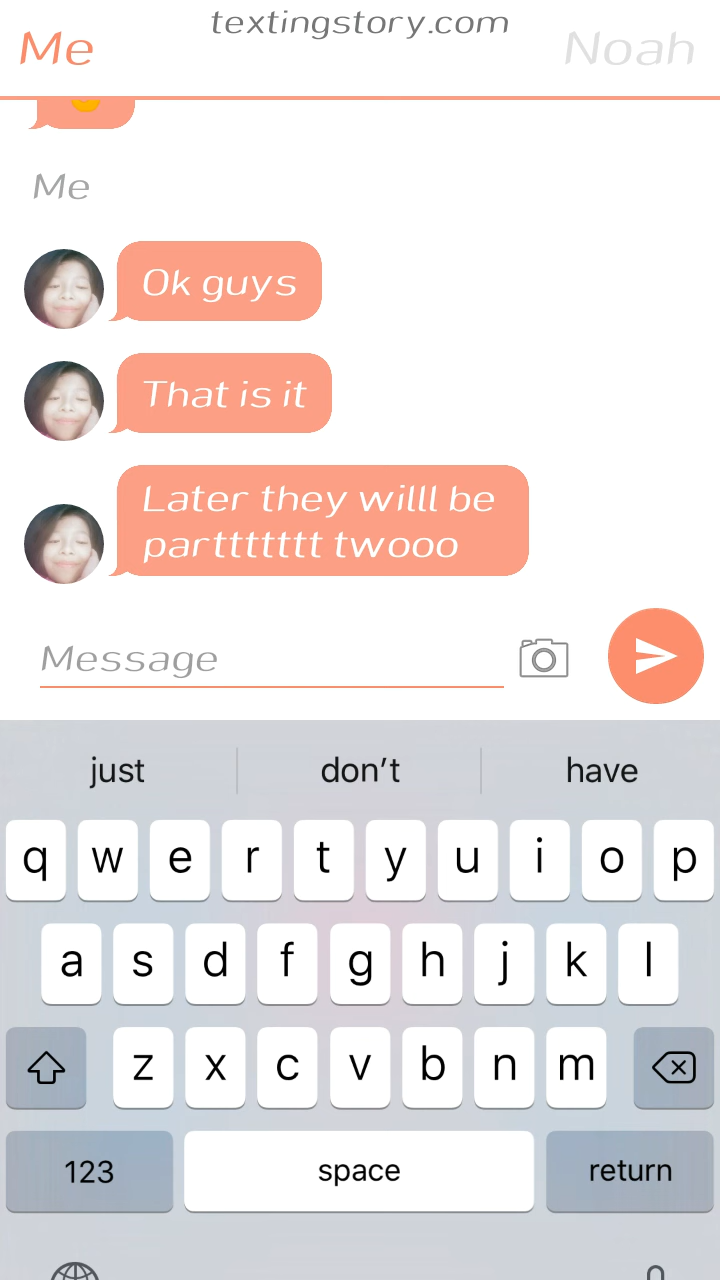 textingstory.com
Me
Noah
Me
Ok guys
That is it
Later they willl be
parttttttt twooo
Message
just
don't
have
q w e r t y u i o p
a s d f g h j k l
z x c v b n m
123
space
return